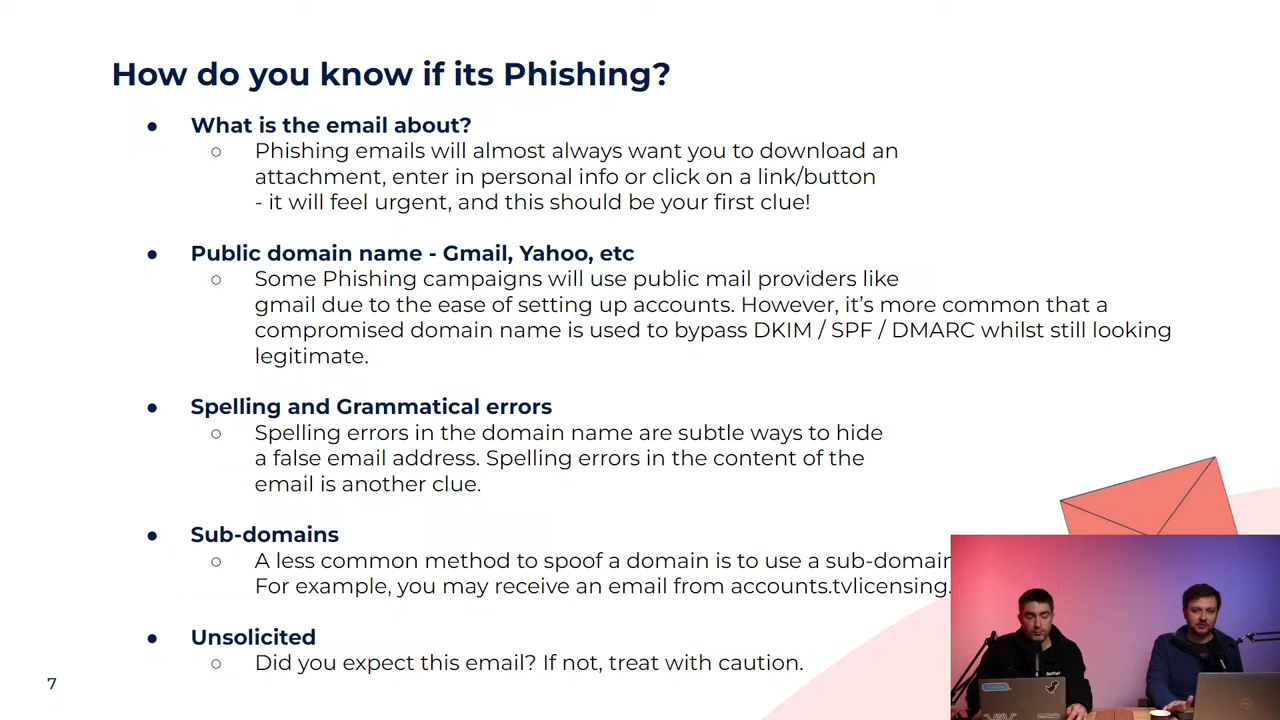 How do you know if its Phishing?
● What is the email about?
○ Phishing emails will almost always want you to download an
attachment, enter in personal info or click on a link/button
- it will feel urgent, and this should be your first clue!
● Public domain name - Gmail, Yahoo, etc
○ Some Phishing campaigns will use public mail providers like
gmail due to the ease of setting up accounts. However, it’s more common that a
compromised domain name is used to bypass DKIM / SPF / DMARC whilst still looking
legitimate.
● Spelling and Grammatical errors
○ Spelling errors in the domain name are subtle ways to hide
a false email address. Spelling errors in the content of the
email is another clue.
● Sub-domains
○ A less common method to spoof a domain is to use a sub-domain
For example, you may receive an email from accounts.tvlicensing.
● Unsolicited
○ Did you expect this email? If not, treat with caution.
7